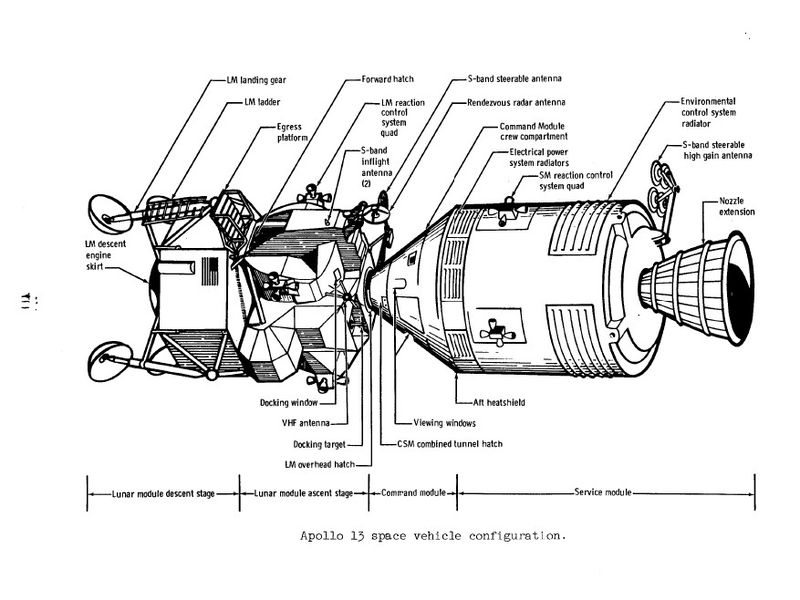 LM landing gear
LM ladder
Egress
platform
Forward hatch
LM reaction
control
system
quad
S-band
inflight
antenna
(2)
S-band steerable antenna
Rendezvous radar antenna
Command Module
crew compartment
Electrical power
system radiators
SM reaction control
system quad
Environmental
control system
radiator
S-band steerable
high gain antenna
Nozzle
extension
LM descent
engine
skirt
Docking window
VHF antenna
Docking target
LM overhead hatch
Aft heatshield
Viewing windows
CSM combined tunnel hatch
Lunar module descent stage
Lunar module ascent stage
Command module
Service module
Apollo 13 space vehicle configuration.